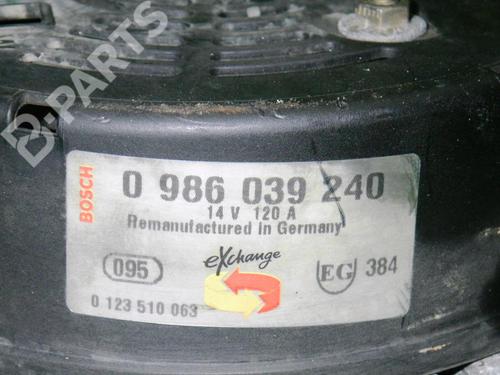 D-PARTS
BOSCH
0 986 039 240
14 V 120 A
Remanufactured in Germany
eXchange
095
EG 384
0 123 510 063